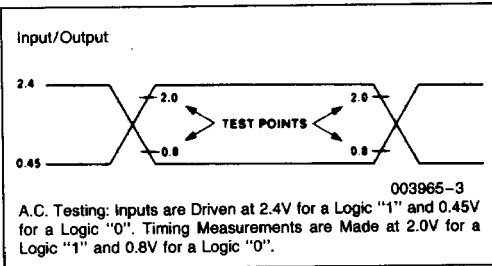 Input/Output
2.4
2.0 TEST POINTS 2.0
0.8 0.8
0.45
003965-3
A.C. Testing: Inputs are Driven at 2.4V for a Logic "1" and 0.45V
for a Logic "0". Timing Measurements are Made at 2.0V for a
Logic "1" and 0.8V for a Logic "0".